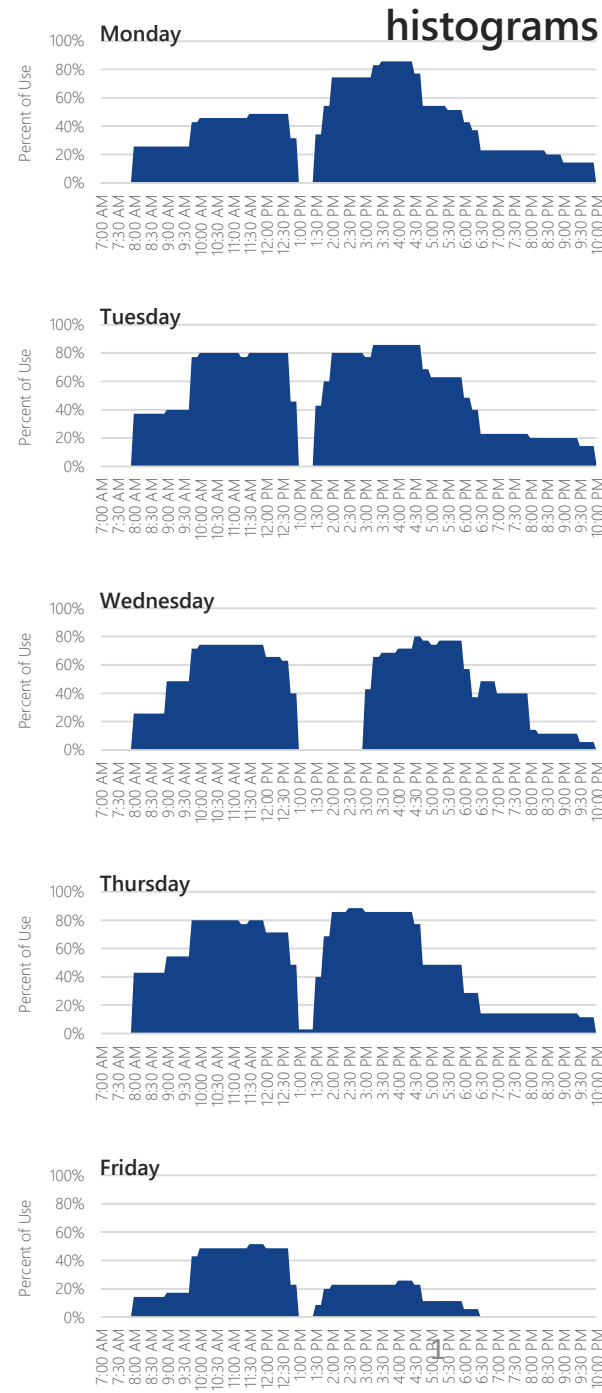 histograms
Monday
Percent of Use
100%
80%
60%
40%
20%
0%
7:00 AM
7:30 AM
8:00 AM
8:30 AM
9:00 AM
9:30 AM
10:00 AM
10:30 AM
11:00 AM
11:30 AM
12:00 PM
12:30 PM
1:00 PM
1:30 PM
2:00 PM
2:30 PM
3:00 PM
3:30 PM
4:00 PM
4:30 PM
5:00 PM
5:30 PM
6:00 PM
6:30 PM
7:00 PM
7:30 PM
8:00 PM
8:30 PM
9:00 PM
9:30 PM
10:00 PM
Tuesday
Percent of Use
100%
80%
60%
40%
20%
0%
7:00 AM
7:30 AM
8:00 AM
8:30 AM
9:00 AM
9:30 AM
10:00 AM
10:30 AM
11:00 AM
11:30 AM
12:00 PM
12:30 PM
1:00 PM
1:30 PM
2:00 PM
2:30 PM
3:00 PM
3:30 PM
4:00 PM
4:30 PM
5:00 PM
5:30 PM
6:00 PM
6:30 PM
7:00 PM
7:30 PM
8:00 PM
8:30 PM
9:00 PM
9:30 PM
10:00 PM
Wednesday
Percent of Use
100%
80%
60%
40%
20%
0%
7:00 AM
7:30 AM
8:00 AM
8:30 AM
9:00 AM
9:30 AM
10:00 AM
10:30 AM
11:00 AM
11:30 AM
12:00 PM
12:30 PM
1:00 PM
1:30 PM
2:00 PM
2:30 PM
3:00 PM
3:30 PM
4:00 PM
4:30 PM
5:00 PM
5:30 PM
6:00 PM
6:30 PM
7:00 PM
7:30 PM
8:00 PM
8:30 PM
9:00 PM
9:30 PM
10:00 PM
Thursday
Percent of Use
100%
80%
60%
40%
20%
0%
7:00 AM
7:30 AM
8:00 AM
8:30 AM
9:00 AM
9:30 AM
10:00 AM
10:30 AM
11:00 AM
11:30 AM
12:00 PM
12:30 PM
1:00 PM
1:30 PM
2:00 PM
2:30 PM
3:00 PM
3:30 PM
4:00 PM
4:30 PM
5:00 PM
5:30 PM
6:00 PM
6:30 PM
7:00 PM
7:30 PM
8:00 PM
8:30 PM
9:00 PM
9:30 PM
10:00 PM
Friday
Percent of Use
100%
80%
60%
40%
20%
0%
7:00 AM
7:30 AM
8:00 AM
8:30 AM
9:00 AM
9:30 AM
10:00 AM
10:30 AM
11:00 AM
11:30 AM
12:00 PM
12:30 PM
1:00 PM
1:30 PM
2:00 PM
2:30 PM
3:00 PM
3:30 PM
4:00 PM
4:30 PM
5:00 PM
5:30 PM
6:00 PM
6:30 PM
7:00 PM
7:30 PM
8:00 PM
8:30 PM
9:00 PM
9:30 PM
10:00 PM
1